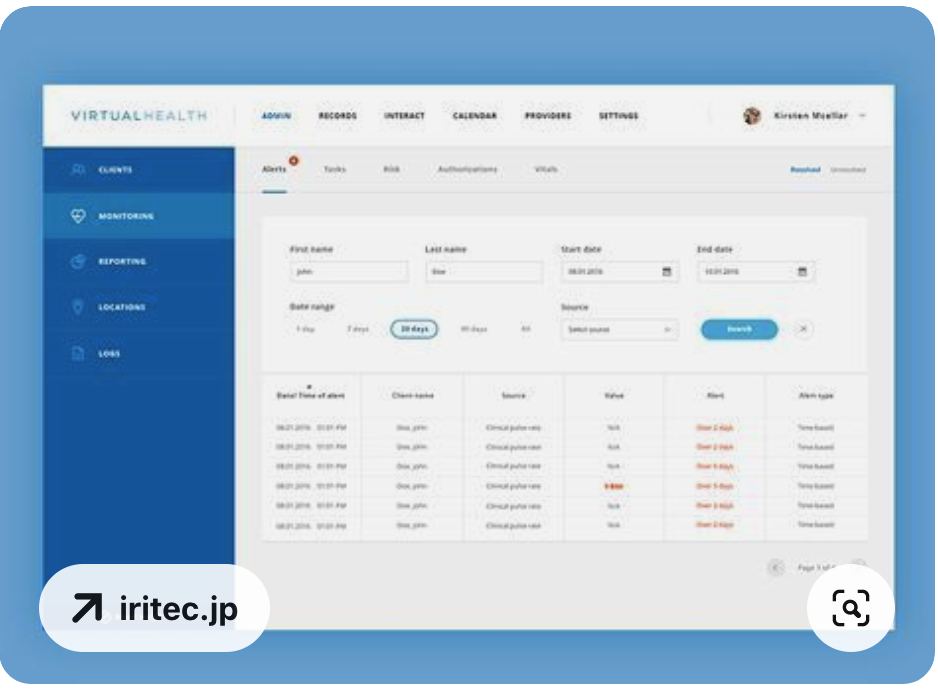 VIRTUALHEALTH
ADMIN RECORDS INTERACT CALENDAR PROVIDERS SETTINGS
Kirsten Mueller
CLIENTS
MONITORING
REPORTING
LOCATIONS
LOGS
Alerts Tasks Risk Authorizations Vitals
Resolved Unresolved
First name Last name Start date End date
John Doe 08.01.2016 10.01.2016
Date range Source
1 day 7 days 30 days 90 days All Select source Search
Date/ Time of alert Client name Source Value Alert Alert type
08.01.2016 01:01 PM Doe, John Clinical pulse rate N/A Over 2 days Time based
08.01.2016 01:01 PM Doe, John Clinical pulse rate N/A Over 2 days Time based
08.01.2016 01:01 PM Doe, John Clinical pulse rate N/A Over 5 days Time based
08.01.2016 01:01 PM Doe, John Clinical pulse rate Over 5 days Time based
08.01.2016 01:01 PM Doe, John Clinical pulse rate N/A Over 2 days Time based
08.01.2016 01:01 PM Doe, John Clinical pulse rate N/A Over 2 days Time based
Page 1 of
iritec.jp